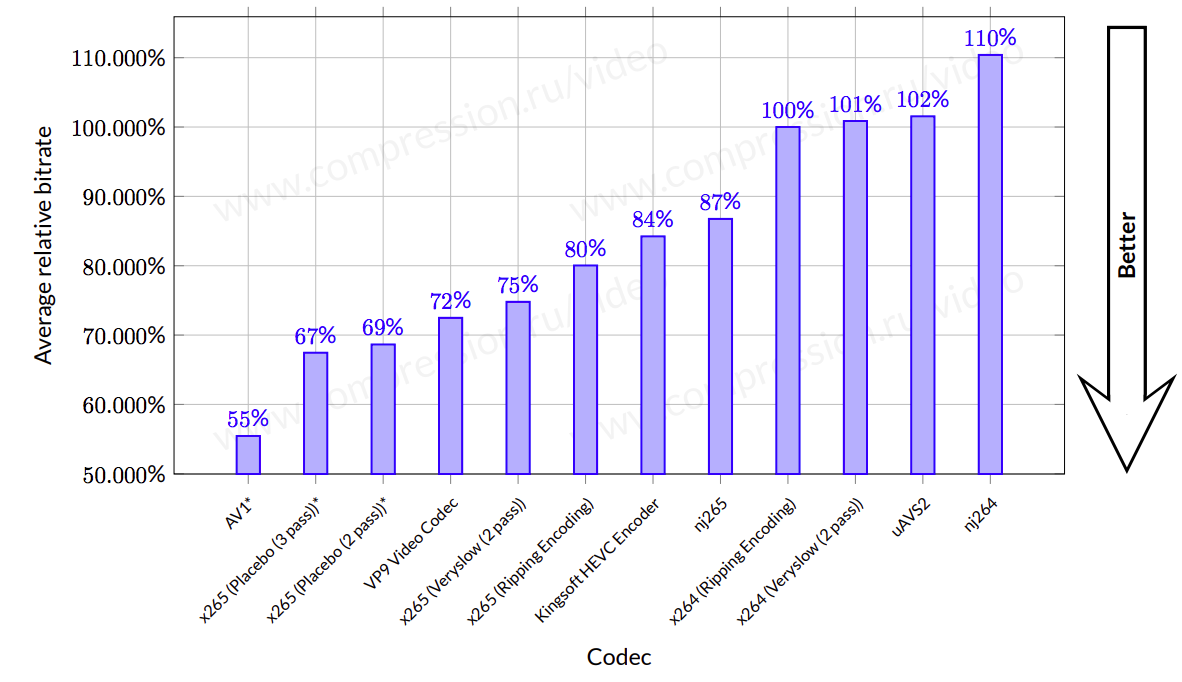 110.000%
100.000%
90.000%
80.000%
70.000%
60.000%
50.000%
Average relative bitrate
55%
67%
69%
72%
75%
80%
84%
87%
100%
101%
102%
110%
AV1*
x265 (Placebo (3 pass))*
x265 (Placebo (2 pass))*
VP9 Video Codec
x265 (Veryslow (2 pass))
x265 (Ripping Encoding)
Kingsoft HEVC Encoder
nj265
x264 (Ripping Encoding)
x264 (Veryslow (2 pass))
uAVS2
nj264
Codec
Better
www.compression.ru/video
www.compression.ru/video
www.compression.ru/video
www.compression.ru/video